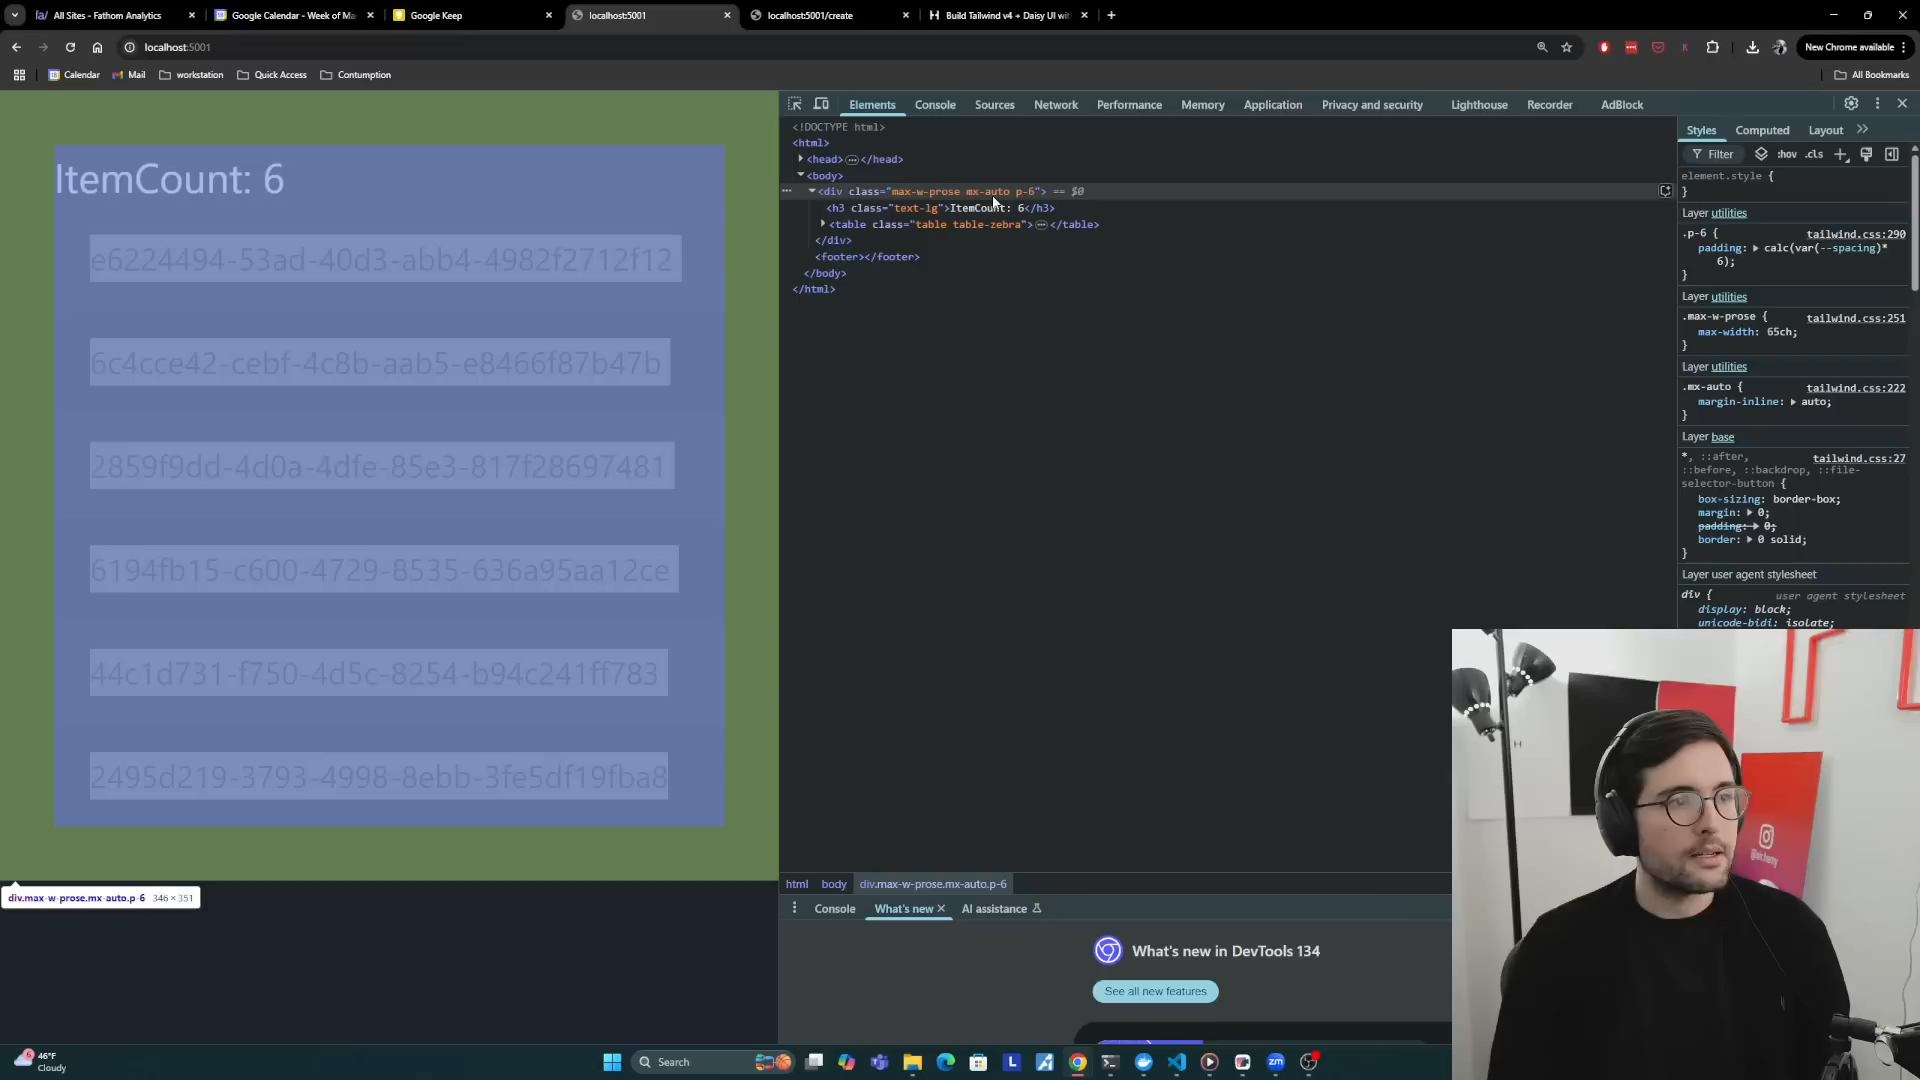 All Sites - Fathom Analytics
Google Calendar - Week of Ma
Google Keep
localhost:5001
localhost:5001/create
Build Tailwind v4 + Daisy UI wit
localhost:5001
New Chrome available
Calendar
Mail
workstation
Quick Access
Contumption
All Bookmarks
ItemCount: 6
e6224494-53ad-40d3-abb4-4982f2712f12
6c4cce42-cebf-4c8b-aab5-e8466f87b47b
2859f9dd-4d0a-4dfe-85e3-817f28697481
6194fb15-c600-4729-8535-636a95aa12ce
44c1d731-f750-4d5c-8254-b94c241ff783
2495d219-3793-4998-8ebb-3fe5df19fba8
div.max-w-prose.mx-auto.p-6 346 × 351
Elements Console Sources Network Performance Memory Application Privacy and security Lighthouse Recorder AdBlock
<!DOCTYPE html>
<html>
<head> </head>
<body>
<div class="max-w-prose mx-auto p-6"> == $0
<h3 class="text-lg">ItemCount: 6</h3>
<table class="table table-zebra"> </table>
</div>
<footer></footer>
</body>
</html>
Styles Computed Layout
Filter :hov .cls
element.style {
}
Layer utilities
.p-6 { tailwind.css:290
padding: calc(var(--spacing)*
6);
}
Layer utilities
.max-w-prose { tailwind.css:251
max-width: 65ch;
}
Layer utilities
.mx-auto { tailwind.css:222
margin-inline: auto;
}
Layer base
*, ::after, tailwind.css:27
::before, ::backdrop, ::file-
selector-button {
box-sizing: border-box;
margin: 0;
padding: 0;
border: 0 solid;
}
Layer user agent stylesheet
div { user agent stylesheet
display: block;
unicode-bidi: isolate;
html body div.max-w-prose.mx-auto.p-6
Console What's new AI assistance
What's new in DevTools 134
See all new features
46°F
Cloudy
Search